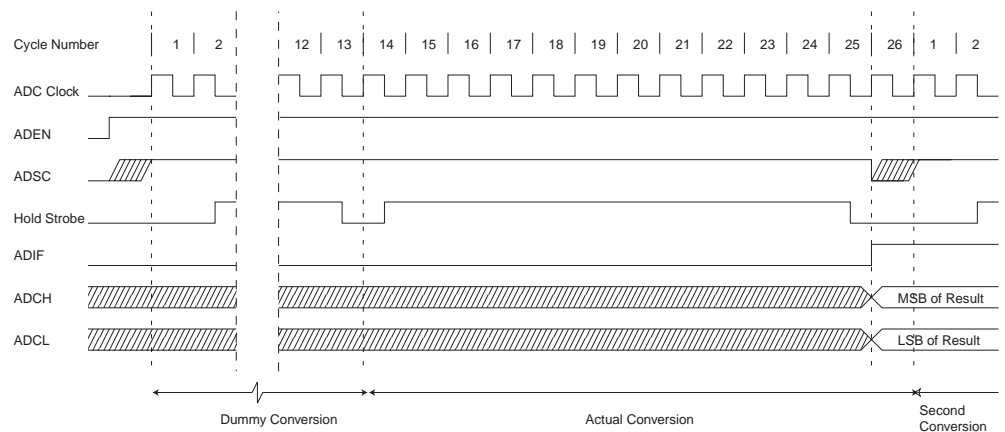 Cycle Number 1 2 12 13 14 15 16 17 18 19 20 21 22 23 24 25 26 1 2
ADC Clock
ADEN
ADSC
Hold Strobe
ADIF
ADCH MSB of Result
ADCL LSB of Result
Dummy Conversion Actual Conversion Second
Conversion